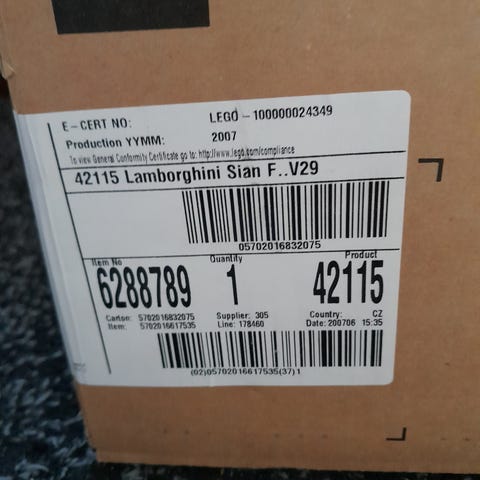 E-CERT NO: LEGO - 100000024349
Production YYMM: 2007
To view General Conformity Certificate go to: http://www.lego.com/compliance
42115 Lamborghini Sian F..V29
05702016832075
Item No Quantity Product
6288789 1 42115
Carton: 5702016832075 Supplier: 305 Country: CZ
Item: 5702016617535 Line: 178460 Date: 200706 15:35
(02)05702016617535(37)1